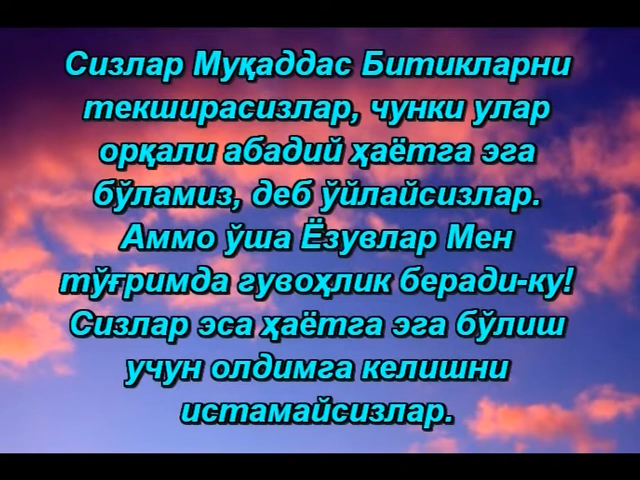 Сизлар Муқаддас Битикларни
текширасизлар, чунки улар
орқали абадий ҳаётга эга
бўламиз, деб ўйлайсизлар.
Аммо ўша Ёзувлар Мен
тўғримда гувоҳлик беради-ку!
Сизлар эса ҳаётга эга бўлиш
учун олдимга келишни
истамайсизлар.